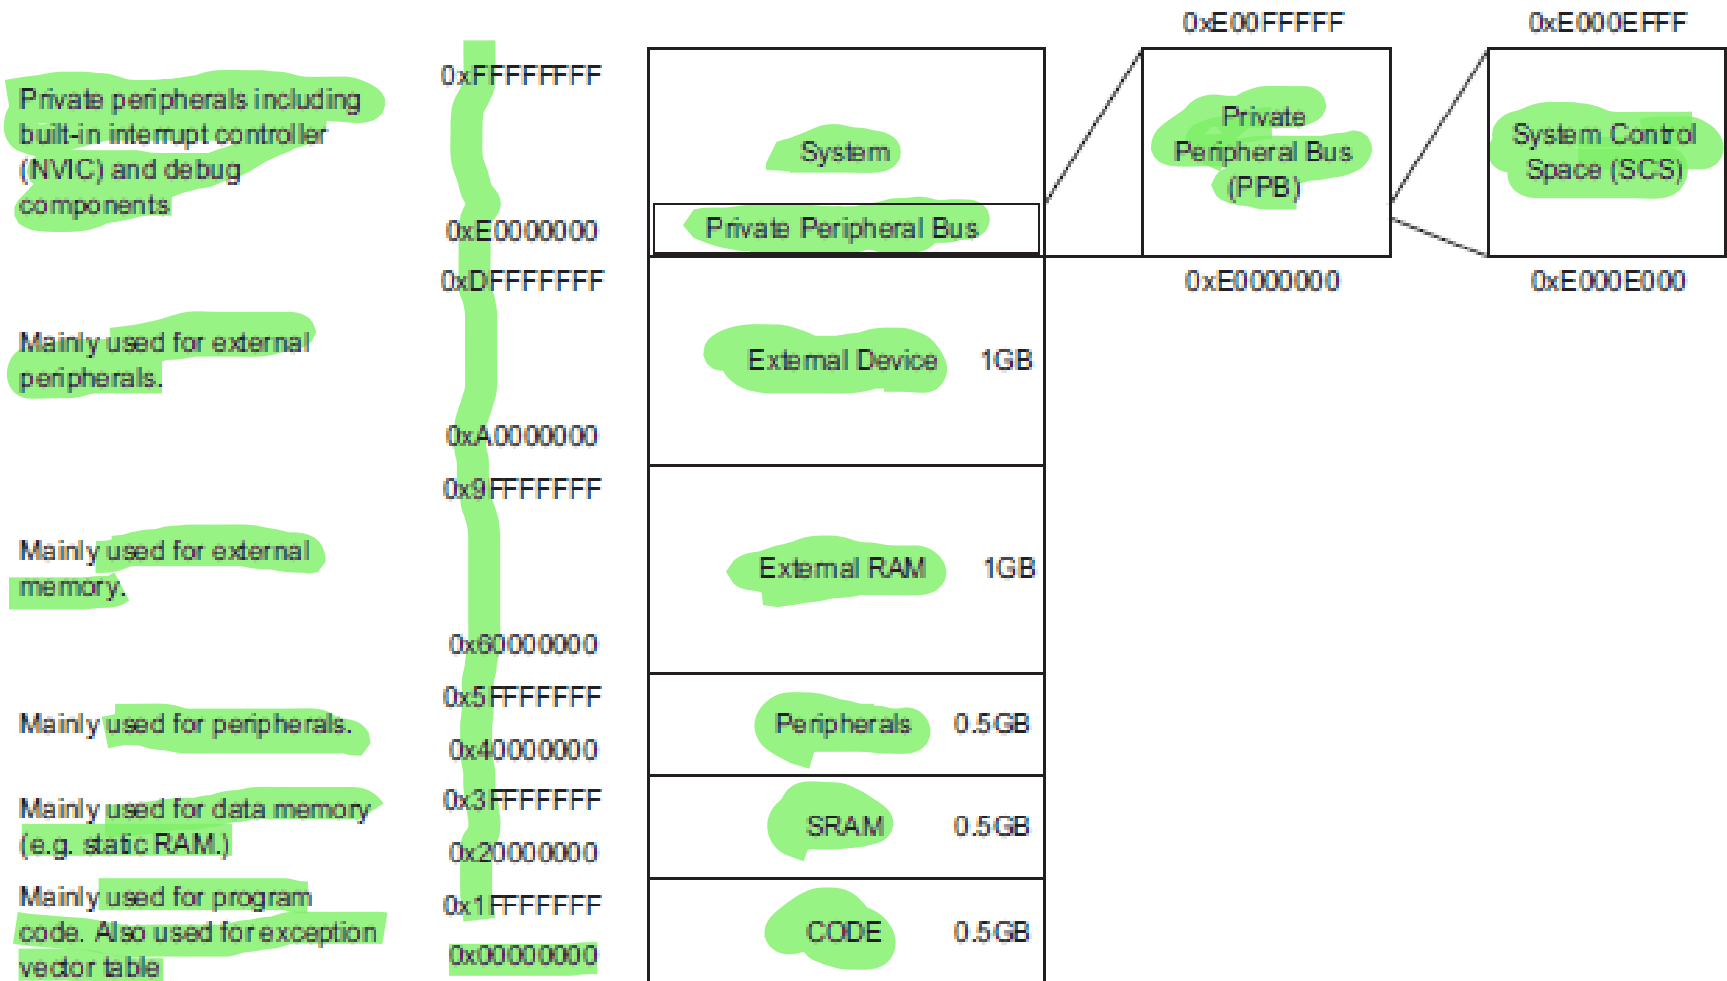 0xE00FFFFF
0xE000EFFF
0xFFFFFFFF
Private peripherals including
built-in interrupt controller
(NVIC) and debug
components
System
Private
Peripheral Bus
(PPB)
System Control
Space (SCS)
0xE0000000
Private Peripheral Bus
0xDFFFFFFF
0xE0000000
0xE000E000
Mainly used for external
peripherals.
External Device
1GB
0xA0000000
0x9FFFFFFF
Mainly used for external
memory.
External RAM
1GB
0x60000000
0x5FFFFFFF
Mainly used for peripherals.
Peripherals
0.5GB
0x40000000
0x3FFFFFFF
Mainly used for data memory
(e.g. static RAM.)
SRAM
0.5GB
0x20000000
0x1FFFFFFF
Mainly used for program
code. Also used for exception
vector table
CODE
0.5GB
0x00000000